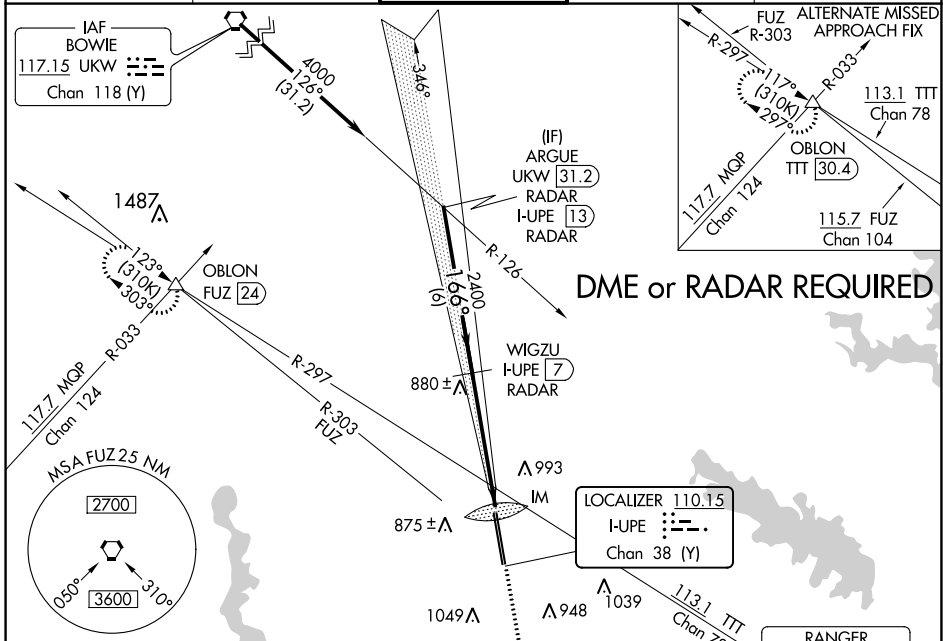 IAF
BOWIE
117.15 UKW
Chan 118 (Y)
4000
126°
(31.2)
346°
(IF)
ARGUE
UKW 31.2
RADAR
I-UPE 13
RADAR
R-126
2400
166°
(6)
WIGZU
I-UPE 7
RADAR
FUZ
R-303
ALTERNATE MISSED
APPROACH FIX
R-297
117°
(310K)
297°
R-033
113.1 TTT
Chan 78
OBLON
TTT 30.4
117.7 MQP
Chan 124
115.7 FUZ
Chan 104
DME or RADAR REQUIRED
1487
123°
(310K)
303°
OBLON
FUZ 24
R-033
117.7 MQP
Chan 124
R-297
R-303
FUZ
880 ±
993
IM
875 ±
LOCALIZER 110.15
I-UPE
Chan 38 (Y)
MSA FUZ 25 NM
2700
050°
310°
3600
1049
948
1039
113.1 TTT
RANGER